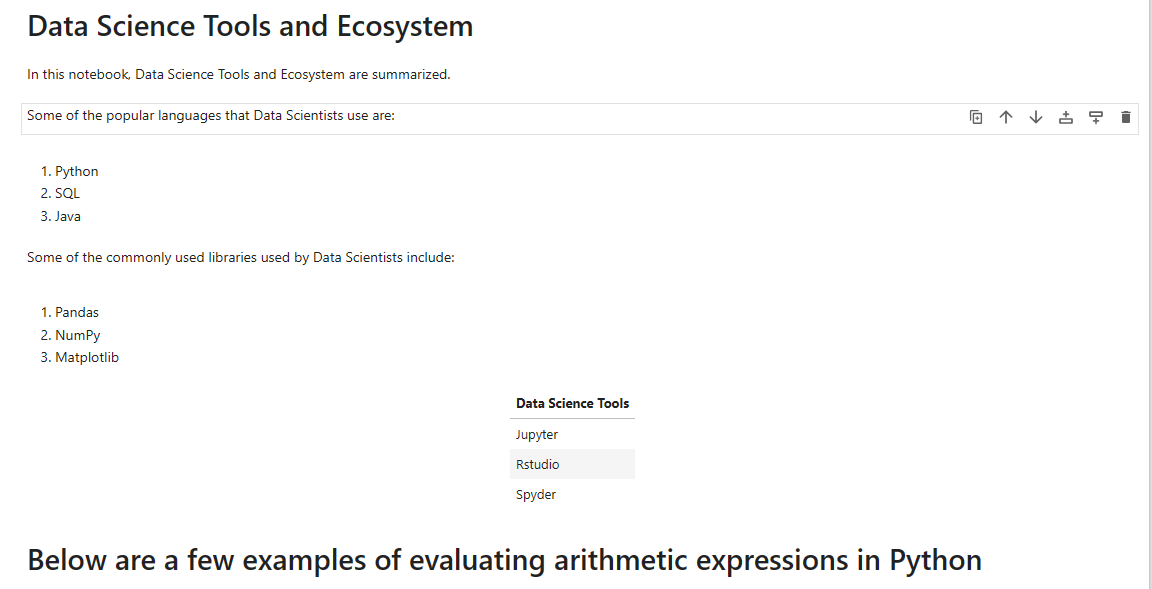 Data Science Tools and Ecosystem
In this notebook, Data Science Tools and Ecosystem are summarized.
Some of the popular languages that Data Scientists use are:
1. Python
2. SQL
3. Java
Some of the commonly used libraries used by Data Scientists include:
1. Pandas
2. NumPy
3. Matplotlib
Data Science Tools
Jupyter
Rstudio
Spyder
Below are a few examples of evaluating arithmetic expressions in Python